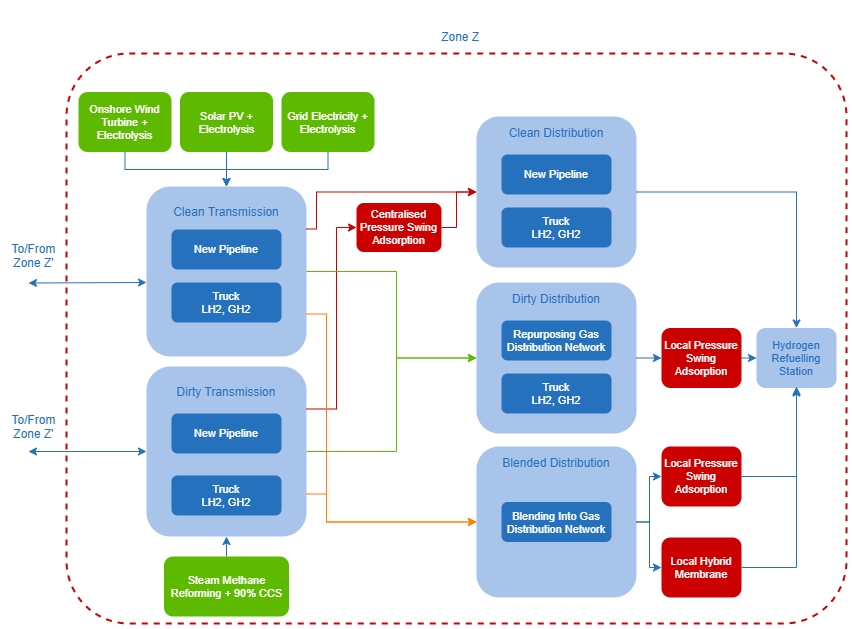 Zone Z
Onshore Wind
Turbine +
Electrolysis
Solar PV +
Electrolysis
Grid Electricity +
Electrolysis
Clean Transmission
New Pipeline
Truck
LH2, GH2
To/From
Zone Z'
Centralised
Pressure Swing
Adsorption
Clean Distribution
New Pipeline
Truck
LH2, GH2
Dirty Distribution
Repurposing Gas
Distribution Network
Truck
LH2, GH2
Local Pressure
Swing
Adsorption
Hydrogen
Refuelling
Station
Dirty Transmission
New Pipeline
Truck
LH2, GH2
To/From
Zone Z'
Blended Distribution
Blending Into Gas
Distribution Network
Local Pressure
Swing
Adsorption
Local Hybrid
Membrane
Steam Methane
Reforming + 90% CCS